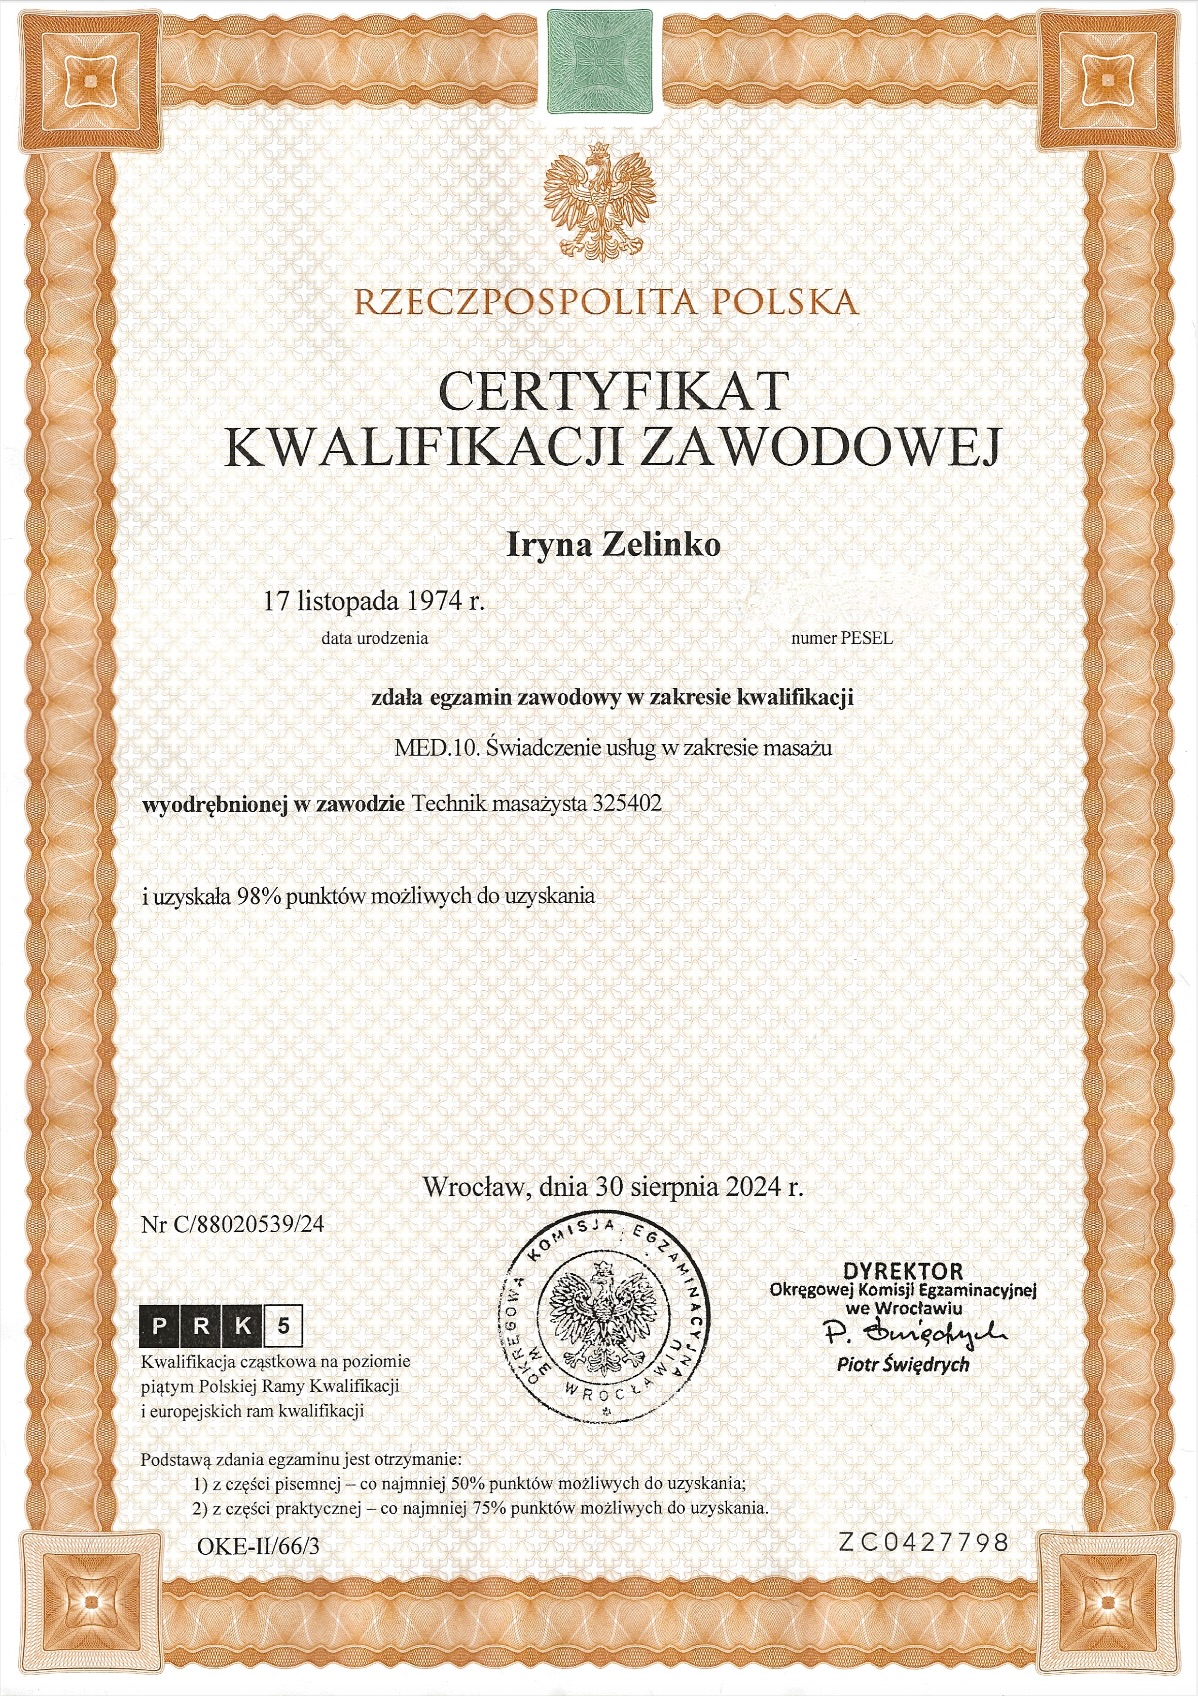 RZECZPOSPOLITA POLSKA
CERTYFIKAT
KWALIFIKACJI ZAWODOWEJ
Iryna Zelinko
17 listopada 1974 r.
data urodzenia numer PESEL
zdała egzamin zawodowy w zakresie kwalifikacji
MED.10. Świadczenie usług w zakresie masażu
wyodrębnionej w zawodzie Technik masażysta 325402
i uzyskała 98% punktów możliwych do uzyskania
Wrocław, dnia 30 sierpnia 2024 r.
Nr C/88020539/24
OKRĘGOWA KOMISJA EGZAMINACYJNA
WE WROCŁAWIU
DYREKTOR
Okręgowej Komisji Egzaminacyjnej
we Wrocławiu
P. Świędrych
Piotr Świędrych
PRK5
Kwalifikacja cząstkowa na poziomie
piątym Polskiej Ramy Kwalifikacji
i europejskich ram kwalifikacji
Podstawą zdania egzaminu jest otrzymanie:
1) z części pisemnej – co najmniej 50% punktów możliwych do uzyskania;
2) z części praktycznej – co najmniej 75% punktów możliwych do uzyskania.
OKE-II/66/3
ZC0427798